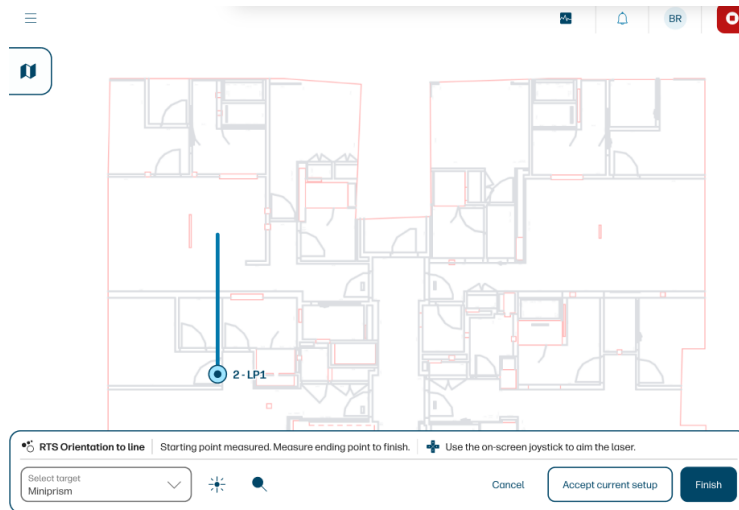 BR
2-LP1
RTS Orientation to line Starting point measured. Measure ending point to finish. Use the on-screen joystick to aim the laser.
Select target
Miniprism
Cancel
Accept current setup
Finish